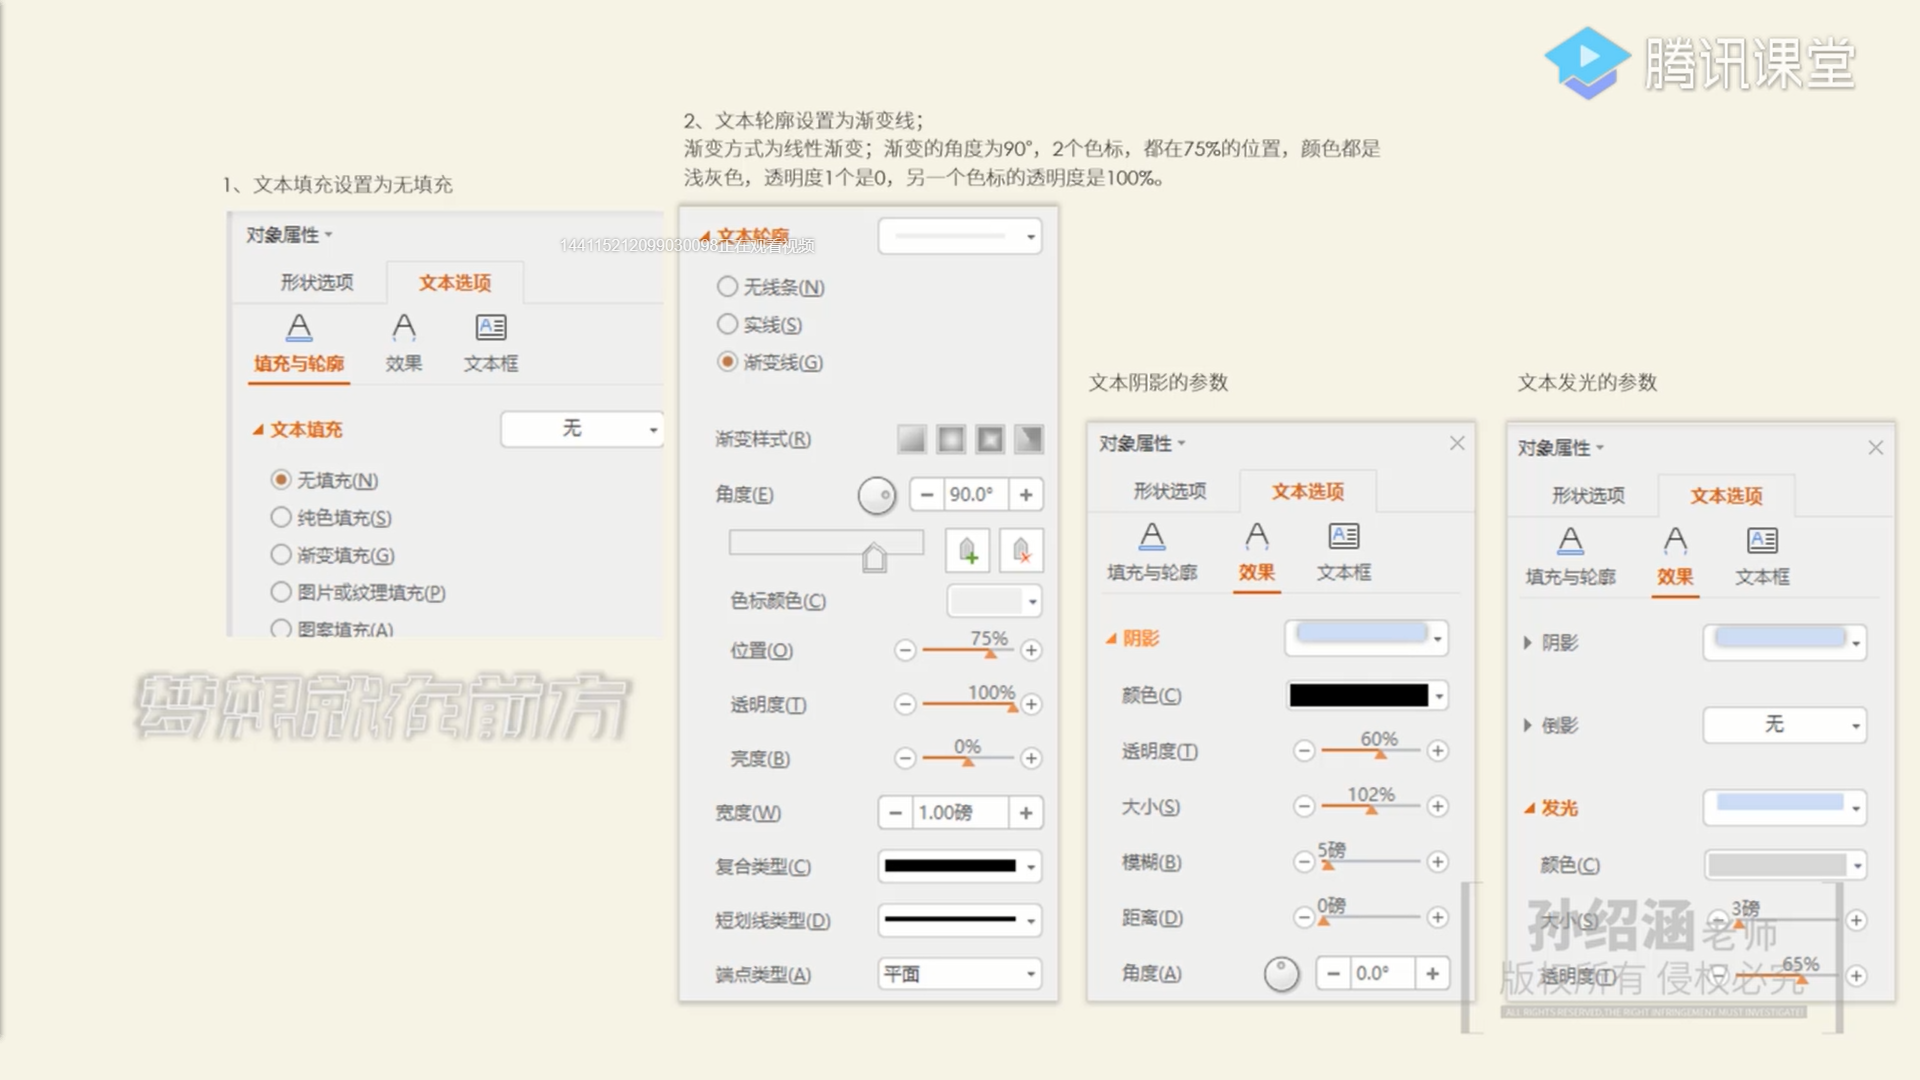 腾讯课堂
2、文本轮廓设置为渐变线；
渐变方式为线性渐变；渐变的角度为90°，2个色标，都在75%的位置，颜色都是
浅灰色，透明度1个是0，另一个色标的透明度是100%。
1、文本填充设置为无填充
对象属性
形状选项 文本选项
填充与轮廓 效果 文本框
文本填充 无
无填充(N)
纯色填充(S)
渐变填充(G)
图片或纹理填充(P)
图案填充(A)
梦想就在前方
144115212099030098正在观看视频
文本轮廓
无线条(N)
实线(S)
渐变线(G)
渐变样式(R)
角度(E) 90.0°
色标颜色(C)
位置(O) 75%
透明度(T) 100%
亮度(B) 0%
宽度(W) 1.00磅
复合类型(C)
短划线类型(D)
端点类型(A) 平面
文本阴影的参数
对象属性
形状选项 文本选项
填充与轮廓 效果 文本框
阴影
颜色(C)
透明度(T) 60%
大小(S) 102%
模糊(B) 5磅
距离(D) 0磅
角度(A) 0.0°
文本发光的参数
对象属性
形状选项 文本选项
填充与轮廓 效果 文本框
阴影
倒影 无
发光
颜色(C)
大小(S) 3磅
透明度(T) 65%
孙绍涵老师
版权所有 侵权必究
ALL RIGHTS RESERVED,THE RIGHT INFRINGEMENT MUST INVESTIGATE!